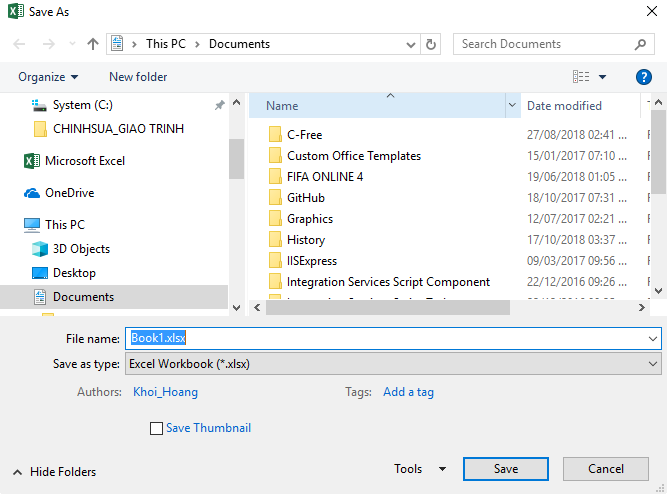 Save As
This PC > Documents
Search Documents
Organize
New folder
System (C:)
CHINHSUA_GIAO TRINH
Microsoft Excel
OneDrive
This PC
3D Objects
Desktop
Documents
Name Date modified
C-Free 27/08/2018 02:41 ...
Custom Office Templates 15/01/2017 07:10 ...
FIFA ONLINE 4 19/06/2018 01:05 ...
GitHub 18/10/2017 07:31 ...
Graphics 12/07/2017 02:21 ...
History 17/10/2018 03:37 ...
IISExpress 09/03/2017 09:56 ...
Integration Services Script Component 22/12/2016 09:26 ...
File name: Book1.xlsx
Save as type: Excel Workbook (*.xlsx)
Authors: Khoi_Hoang Tags: Add a tag
Save Thumbnail
Hide Folders Tools Save Cancel